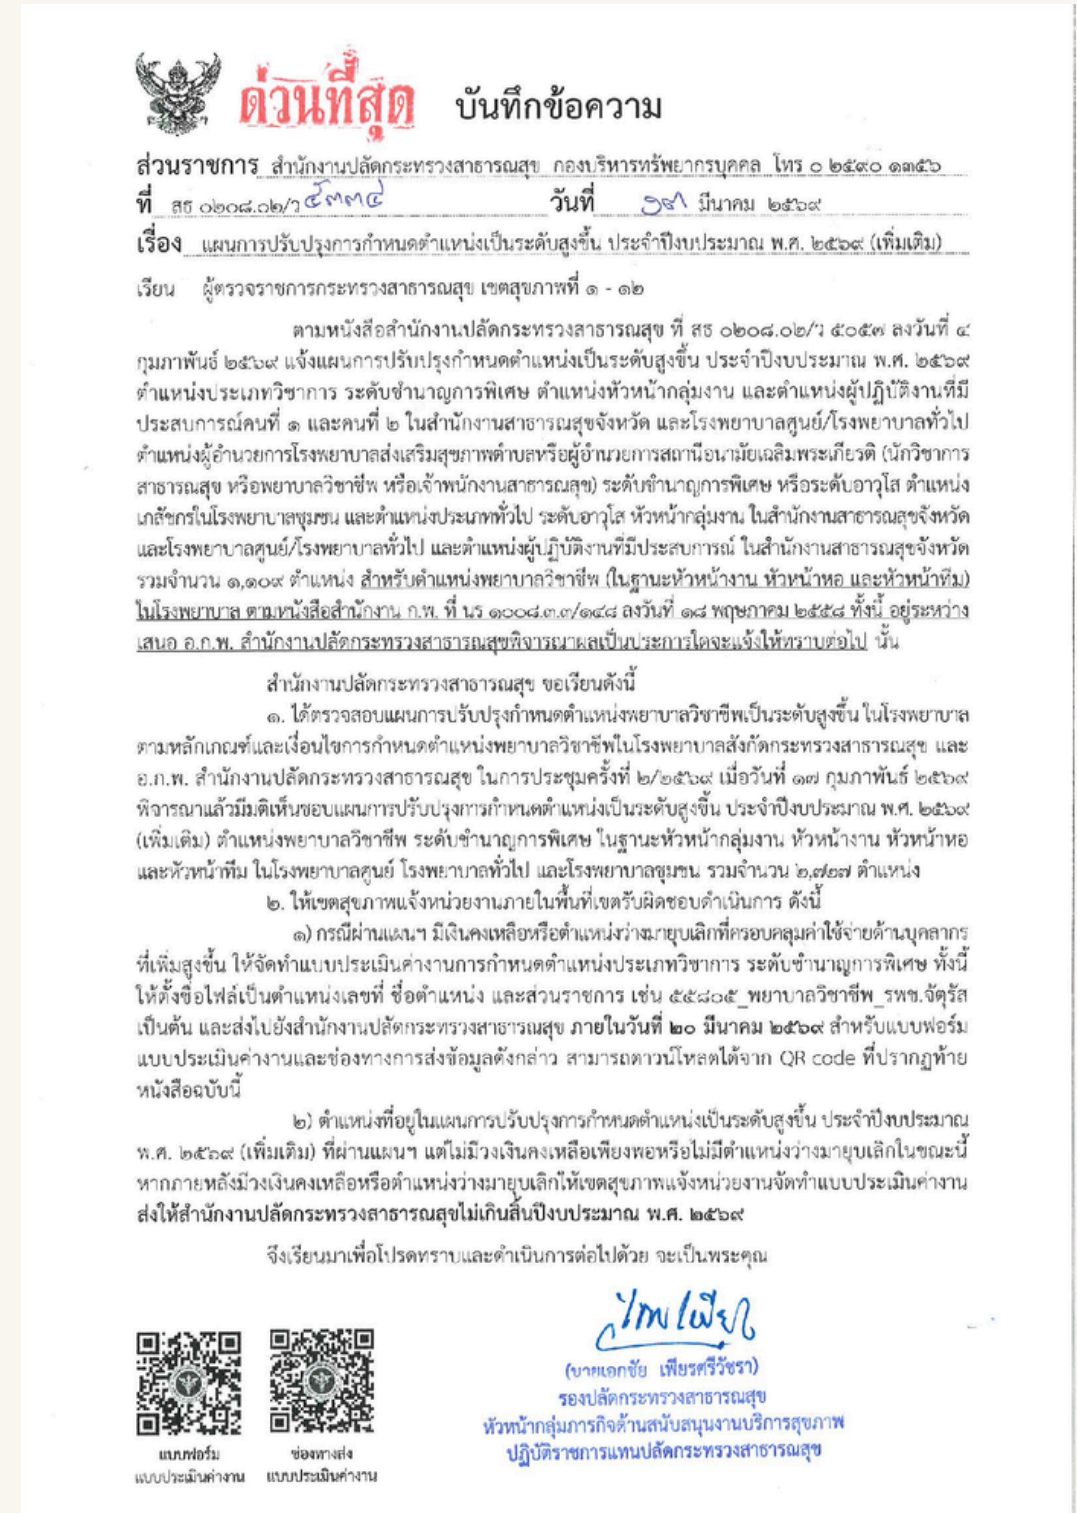 ด่วนที่สุด
บันทึกข้อความ
ส่วนราชการ สำนักงานปลัดกระทรวงสาธารณสุข กองบริหารทรัพยากรบุคคล โทร ๐ ๒๕๙๐ ๑๓๕๖
ที่ สธ ๐๒๐๘.๐๒/ว ๕๓๓๔ วันที่ มีนาคม ๒๕๖๙
เรื่อง แผนการปรับปรุงการกำหนดตำแหน่งเป็นระดับสูงขึ้น ประจำปีงบประมาณ พ.ศ. ๒๕๖๙ (เพิ่มเติม)
เรียน ผู้ตรวจราชการกระทรวงสาธารณสุข เขตสุขภาพที่ ๑ - ๑๒
ตามหนังสือสำนักงานปลัดกระทรวงสาธารณสุข ที่ สธ ๐๒๐๘.๐๒/ว ๕๐๕๗ ลงวันที่ ๔
กุมภาพันธ์ ๒๕๖๙ แจ้งแผนการปรับปรุงกำหนดตำแหน่งเป็นระดับสูงขึ้น ประจำปีงบประมาณ พ.ศ. ๒๕๖๙
ตำแหน่งประเภทวิชาการ ระดับชำนาญการพิเศษ ตำแหน่งหัวหน้ากลุ่มงาน และตำแหน่งผู้ปฏิบัติงานที่มี
ประสบการณ์คนที่ ๑ และคนที่ ๒ ในสำนักงานสาธารณสุขจังหวัด และโรงพยาบาลศูนย์/โรงพยาบาลทั่วไป
ตำแหน่งผู้อำนวยการโรงพยาบาลส่งเสริมสุขภาพตำบลหรือผู้อำนวยการสถานีอนามัยเฉลิมพระเกียรติ (นักวิชาการ
สาธารณสุข หรือพยาบาลวิชาชีพ หรือเจ้าพนักงานสาธารณสุข) ระดับชำนาญการพิเศษ หรือระดับอาวุโส ตำแหน่ง
เภสัชกรในโรงพยาบาลชุมชน และตำแหน่งประเภททั่วไป ระดับอาวุโส หัวหน้ากลุ่มงาน ในสำนักงานสาธารณสุขจังหวัด
และโรงพยาบาลศูนย์/โรงพยาบาลทั่วไป และตำแหน่งผู้ปฏิบัติงานที่มีประสบการณ์ ในสำนักงานสาธารณสุขจังหวัด
รวมจำนวน ๑,๑๐๙ ตำแหน่ง สำหรับตำแหน่งพยาบาลวิชาชีพ (ในฐานะหัวหน้างาน หัวหน้าหอ และหัวหน้าทีม)
ในโรงพยาบาล ตามหนังสือสำนักงาน ก.พ. ที่ นร ๑๐๐๘.๓.๓/๑๔๘ ลงวันที่ ๑๘ พฤษภาคม ๒๕๕๘ ทั้งนี้ อยู่ระหว่าง
เสนอ อ.ก.พ. สำนักงานปลัดกระทรวงสาธารณสุขพิจารณาผลเป็นประการใดจะแจ้งให้ทราบต่อไป นั้น
สำนักงานปลัดกระทรวงสาธารณสุข ขอเรียนดังนี้
๑. ได้ตรวจสอบแผนการปรับปรุงกำหนดตำแหน่งพยาบาลวิชาชีพเป็นระดับสูงขึ้น ในโรงพยาบาล
ตามหลักเกณฑ์และเงื่อนไขการกำหนดตำแหน่งพยาบาลวิชาชีพในโรงพยาบาลสังกัดกระทรวงสาธารณสุข และ
อ.ก.พ. สำนักงานปลัดกระทรวงสาธารณสุข ในการประชุมครั้งที่ ๒/๒๕๖๙ เมื่อวันที่ ๑๗ กุมภาพันธ์ ๒๕๖๙
พิจารณาแล้วมีมติเห็นชอบแผนการปรับปรุงการกำหนดตำแหน่งเป็นระดับสูงขึ้น ประจำปีงบประมาณ พ.ศ. ๒๕๖๙
(เพิ่มเติม) ตำแหน่งพยาบาลวิชาชีพ ระดับชำนาญการพิเศษ ในฐานะหัวหน้ากลุ่มงาน หัวหน้างาน หัวหน้าหอ
และหัวหน้าทีม ในโรงพยาบาลศูนย์ โรงพยาบาลทั่วไป และโรงพยาบาลชุมชน รวมจำนวน ๒,๗๒๗ ตำแหน่ง
๒. ให้เขตสุขภาพแจ้งหน่วยงานภายในพื้นที่เขตรับผิดชอบดำเนินการ ดังนี้
๑) กรณีผ่านแผนฯ มีเงินคงเหลือหรือตำแหน่งว่างมายุบเลิกที่ครอบคลุมค่าใช้จ่ายด้านบุคลากร
ที่เพิ่มสูงขึ้น ให้จัดทำแบบประเมินค่างานการกำหนดตำแหน่งประเภทวิชาการ ระดับชำนาญการพิเศษ ทั้งนี้
ให้ตั้งชื่อไฟล์เป็นตำแหน่งเลขที่ ชื่อตำแหน่ง และส่วนราชการ เช่น ๕๕๘๐๕_พยาบาลวิชาชีพ_รพช.จัตุรัส
เป็นต้น และส่งไปยังสำนักงานปลัดกระทรวงสาธารณสุข ภายในวันที่ ๒๐ มีนาคม ๒๕๖๙ สำหรับแบบฟอร์ม
แบบประเมินค่างานและช่องทางการส่งข้อมูลดังกล่าว สามารถดาวน์โหลดได้จาก QR code ที่ปรากฏท้าย
หนังสือฉบับนี้
๒) ตำแหน่งที่อยู่ในแผนการปรับปรุงการกำหนดตำแหน่งเป็นระดับสูงขึ้น ประจำปีงบประมาณ
พ.ศ. ๒๕๖๙ (เพิ่มเติม) ที่ผ่านแผนฯ แต่ไม่มีวงเงินคงเหลือเพียงพอหรือไม่มีตำแหน่งว่างมายุบเลิกในขณะนี้
หากภายหลังมีวงเงินคงเหลือหรือตำแหน่งว่างมายุบเลิกให้เขตสุขภาพแจ้งหน่วยงานจัดทำแบบประเมินค่างาน
ส่งให้สำนักงานปลัดกระทรวงสาธารณสุขไม่เกินสิ้นปีงบประมาณ พ.ศ. ๒๕๖๙
จึงเรียนมาเพื่อโปรดทราบและดำเนินการต่อไปด้วย จะเป็นพระคุณ
(นายเอกชัย เพียรศรีวัชรา)
รองปลัดกระทรวงสาธารณสุข
หัวหน้ากลุ่มภารกิจด้านสนับสนุนงานบริการสุขภาพ
ปฏิบัติราชการแทนปลัดกระทรวงสาธารณสุข
แบบฟอร์ม
แบบประเมินค่างาน
ช่องทางส่ง
แบบประเมินค่างาน